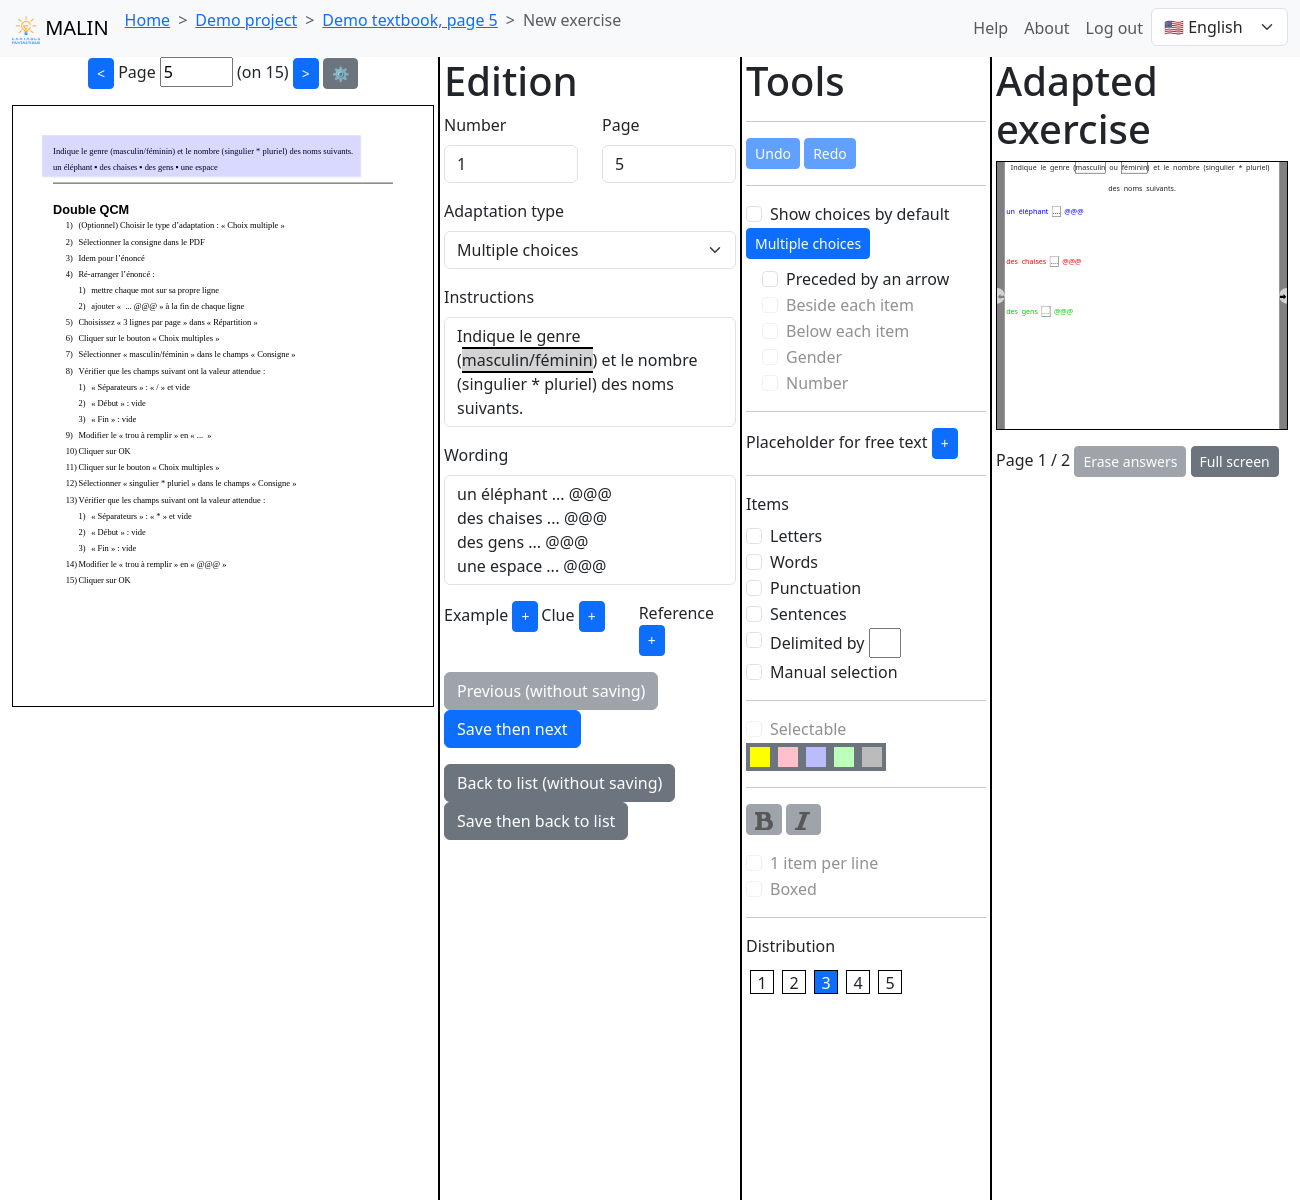 MALIN
Home > Demo project > Demo textbook, page 5 > New exercise
Help About Log out 🇺🇸 English
< Page 5 (on 15) > ⚙️
Indique le genre (masculin/féminin) et le nombre (singulier * pluriel) des noms suivants.
un éléphant • des chaises • des gens • une espace
Double QCM
1) (Optionnel) Choisir le type d’adaptation : « Choix multiple »
2) Sélectionner la consigne dans le PDF
3) Idem pour l’énoncé
4) Ré-arranger l’énoncé :
1) mettre chaque mot sur sa propre ligne
2) ajouter « ... @@@ » à la fin de chaque ligne
5) Choisissez « 3 lignes par page » dans « Répartition »
6) Cliquer sur le bouton « Choix multiples »
7) Sélectionner « masculin/féminin » dans le champs « Consigne »
8) Vérifier que les champs suivant ont la valeur attendue :
1) « Séparateurs » : « / » et vide
2) « Début » : vide
3) « Fin » : vide
9) Modifier le « trou à remplir » en « ... »
10) Cliquer sur OK
11) Cliquer sur le bouton « Choix multiples »
12) Sélectionner « singulier * pluriel » dans le champs « Consigne »
13) Vérifier que les champs suivant ont la valeur attendue :
1) « Séparateurs » : « * » et vide
2) « Début » : vide
3) « Fin » : vide
14) Modifier le « trou à remplir » en « @@@ »
15) Cliquer sur OK
Edition
Number Page
1 5
Adaptation type
Multiple choices
Instructions
Indique le genre
(masculin/féminin) et le nombre
(singulier * pluriel) des noms
suivants.
Wording
un éléphant ... @@@
des chaises ... @@@
des gens ... @@@
une espace ... @@@
Example + Clue + Reference
+
Previous (without saving)
Save then next
Back to list (without saving)
Save then back to list
Tools
Undo Redo
Show choices by default
Multiple choices
Preceded by an arrow
Beside each item
Below each item
Gender
Number
Placeholder for free text +
Items
Letters
Words
Punctuation
Sentences
Delimited by
Manual selection
Selectable
B I
1 item per line
Boxed
Distribution
1 2 3 4 5
Adapted
exercise
Indique le genre (masculin ou féminin) et le nombre (singulier * pluriel)
des noms suivants.
un éléphant .... @@@
des chaises .... @@@
des gens .... @@@
Page 1 / 2 Erase answers Full screen